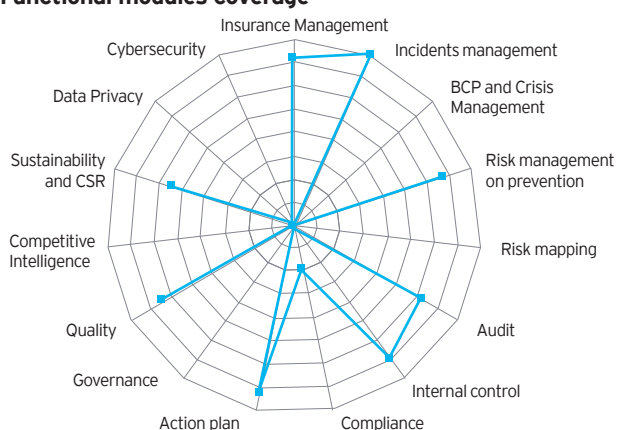 Functional modules coverage
Insurance Management
Cybersecurity
Incidents management
Data Privacy
BCP and Crisis
Management
Sustainability
and CSR
Risk management
on prevention
Competitive
Intelligence
Risk mapping
Quality
Audit
Governance
Internal control
Action plan
Compliance